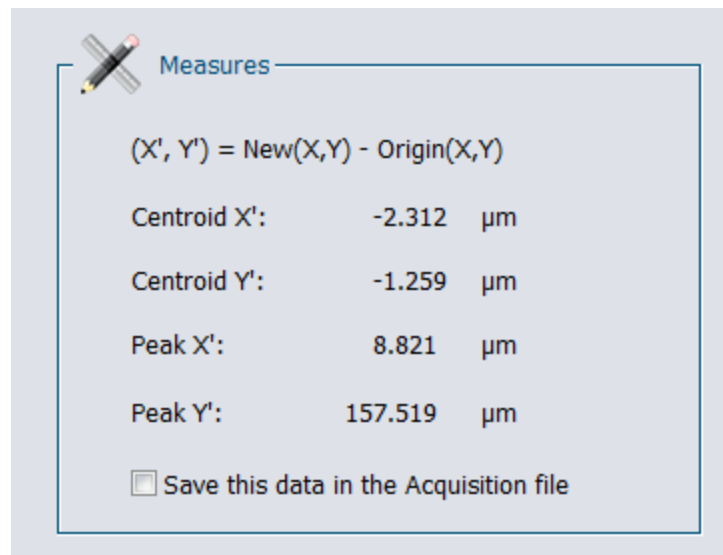 Measures
(X', Y') = New(X,Y) - Origin(X,Y)
Centroid X': -2.312 µm
Centroid Y': -1.259 µm
Peak X': 8.821 µm
Peak Y': 157.519 µm
Save this data in the Acquisition file